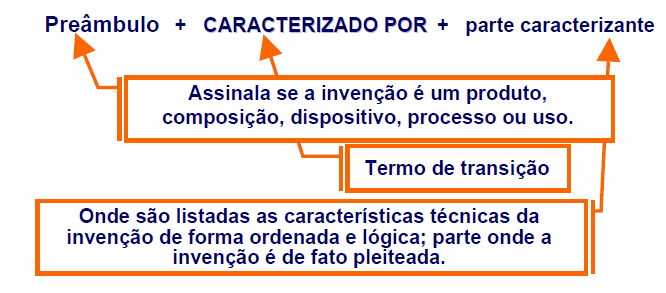 Preâmbulo + CARACTERIZADO POR + parte caracterizante
Assinala se a invenção é um produto,
composição, dispositivo, processo ou uso.
Termo de transição
Onde são listadas as características técnicas da
invenção de forma ordenada e lógica; parte onde a
invenção é de fato pleiteada.